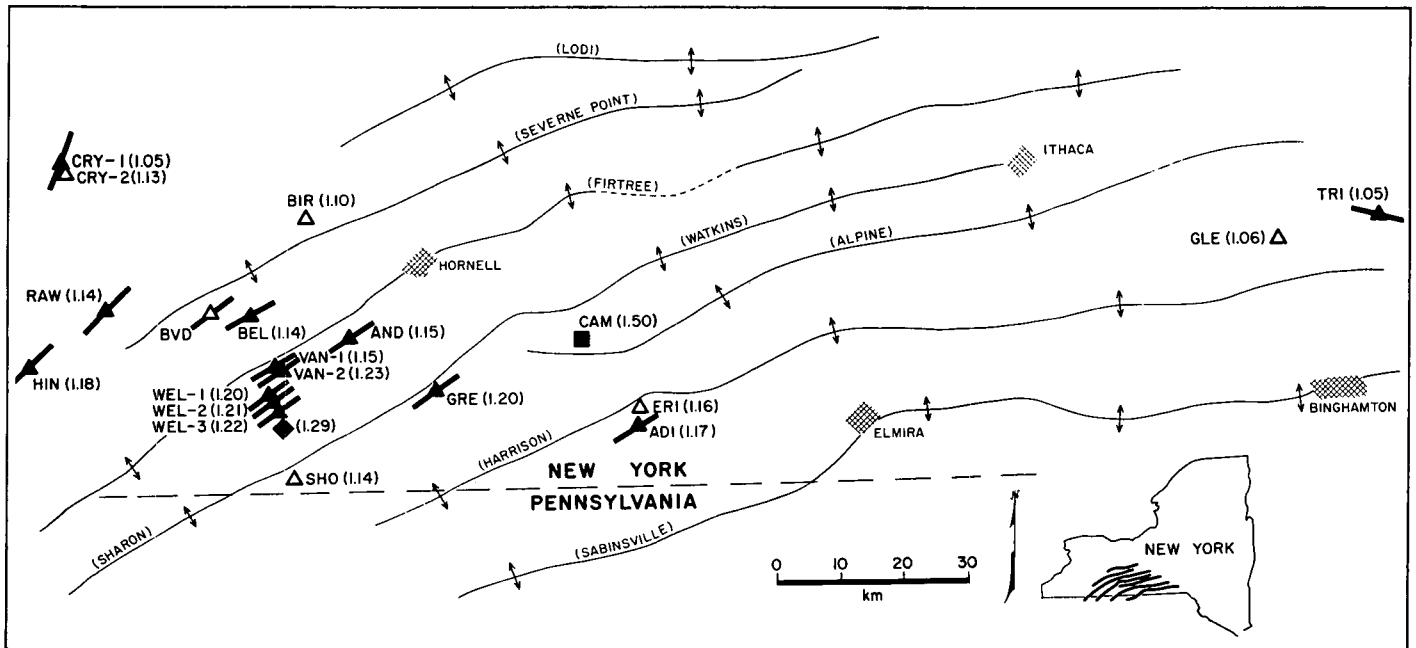 (LODI)
(SEVERNE POINT)
CRY-1 (1.05)
CRY-2 (1.13)
ITHACA
(FIRTREE)
BIR (1.10)
TRI (1.05)
(WATKINS)
(ALPINE)
GLE (1.06)
HORNELL
RAW (1.14)
BVD
BEL (1.14)
AND (1.15)
CAM (1.50)
VAN-1 (1.15)
VAN-2 (1.23)
HIN (1.18)
WEL-1 (1.20)
WEL-2 (1.21)
WEL-3 (1.22)
(1.29)
GRE (1.20)
ERI (1.16)
ADI (1.17)
BINGHAMTON
ELMIRA
(HARRISON)
SHO (1.14)
NEW YORK
PENNSYLVANIA
(SHARON)
(SABINSVILLE)
0 10 20 30
km
N
NEW YORK